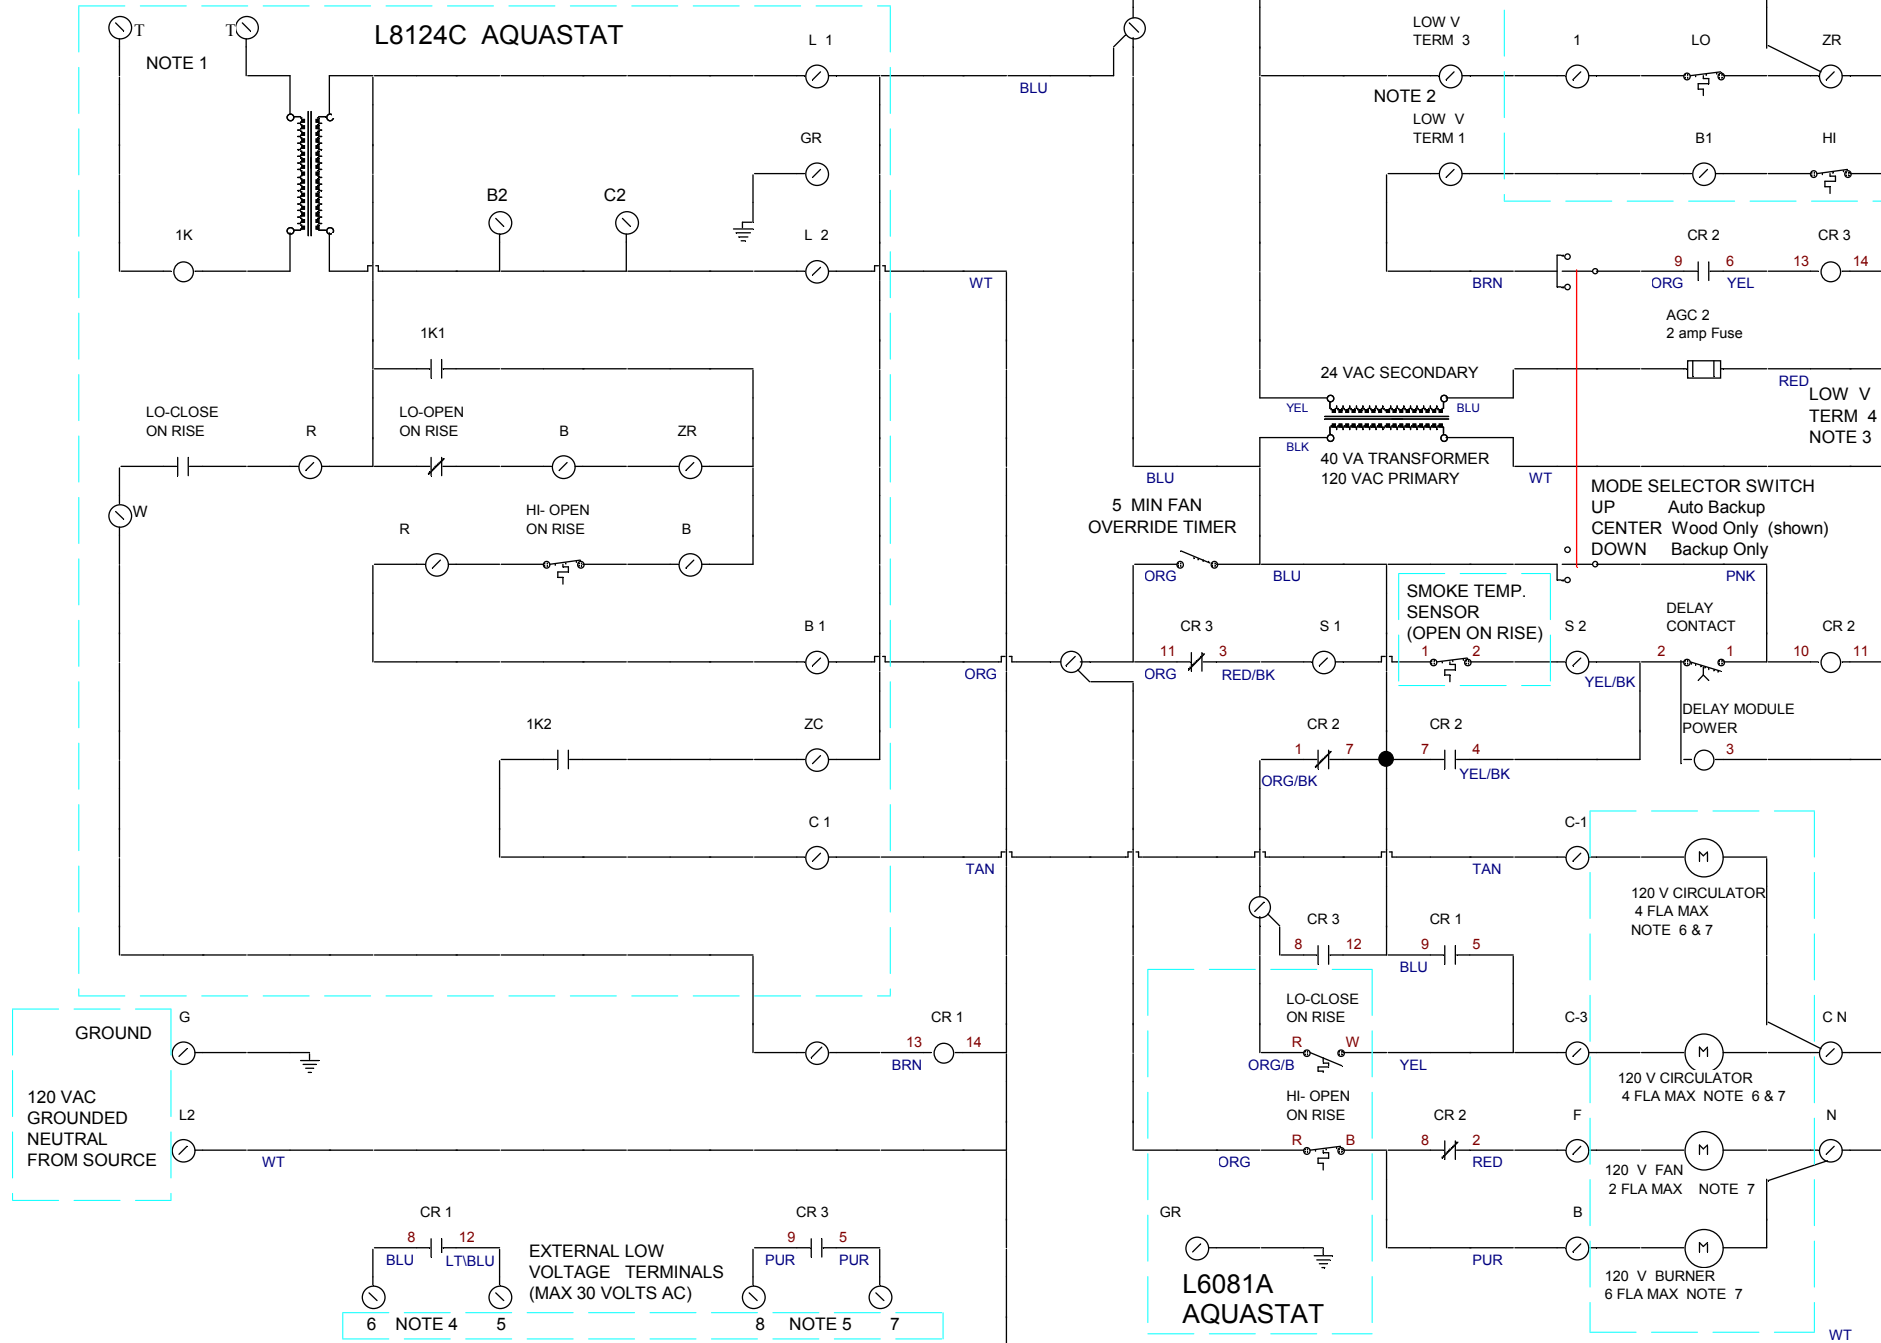 T
T
L8124C AQUASTAT
NOTE 1
L 1
BLU
GR
B2
C2
L 2
1K
WT
1K1
LO-CLOSE
ON RISE
R
LO-OPEN
ON RISE
B
ZR
W
R
HI- OPEN
ON RISE
B
B 1
ORG
1K2
ZC
C 1
TAN
GROUND
G
120 VAC
GROUNDED
NEUTRAL
FROM SOURCE
L2
WT
CR 1
13
14
BRN
CR 1
8
12
BLU
LT\BLU
EXTERNAL LOW
VOLTAGE TERMINALS
(MAX 30 VOLTS AC)
CR 3
9
5
PUR
PUR
6
NOTE 4
5
8
NOTE 5
7
LOW V
TERM 3
1
LO
ZR
NOTE 2
LOW V
TERM 1
B1
HI
CR 2
CR 3
9
6
13
14
BRN
ORG
YEL
AGC 2
2 amp Fuse
24 VAC SECONDARY
RED
LOW V
TERM 4
NOTE 3
YEL
BLU
BLK
40 VA TRANSFORMER
120 VAC PRIMARY
BLU
WT
MODE SELECTOR SWITCH
UP Auto Backup
CENTER Wood Only (shown)
DOWN Backup Only
5 MIN FAN
OVERRIDE TIMER
ORG
BLU
PNK
SMOKE TEMP.
SENSOR
(OPEN ON RISE)
DELAY
CONTACT
CR 3
S 1
S 2
CR 2
11
3
1
2
2
1
10
11
ORG
RED/BK
YEL/BK
DELAY MODULE
POWER
3
CR 2
CR 2
1
7
7
4
ORG/BK
YEL/BK
C-1
M
TAN
120 V CIRCULATOR
4 FLA MAX
NOTE 6 & 7
CR 3
CR 1
8
12
9
5
BLU
LO-CLOSE
ON RISE
C-3
C N
R
W
M
ORG/B
YEL
120 V CIRCULATOR
4 FLA MAX NOTE 6 & 7
HI- OPEN
ON RISE
CR 2
F
N
R
B
8
2
M
ORG
RED
120 V FAN
2 FLA MAX NOTE 7
GR
B
M
PUR
L6081A
AQUASTAT
120 V BURNER
6 FLA MAX NOTE 7
WT